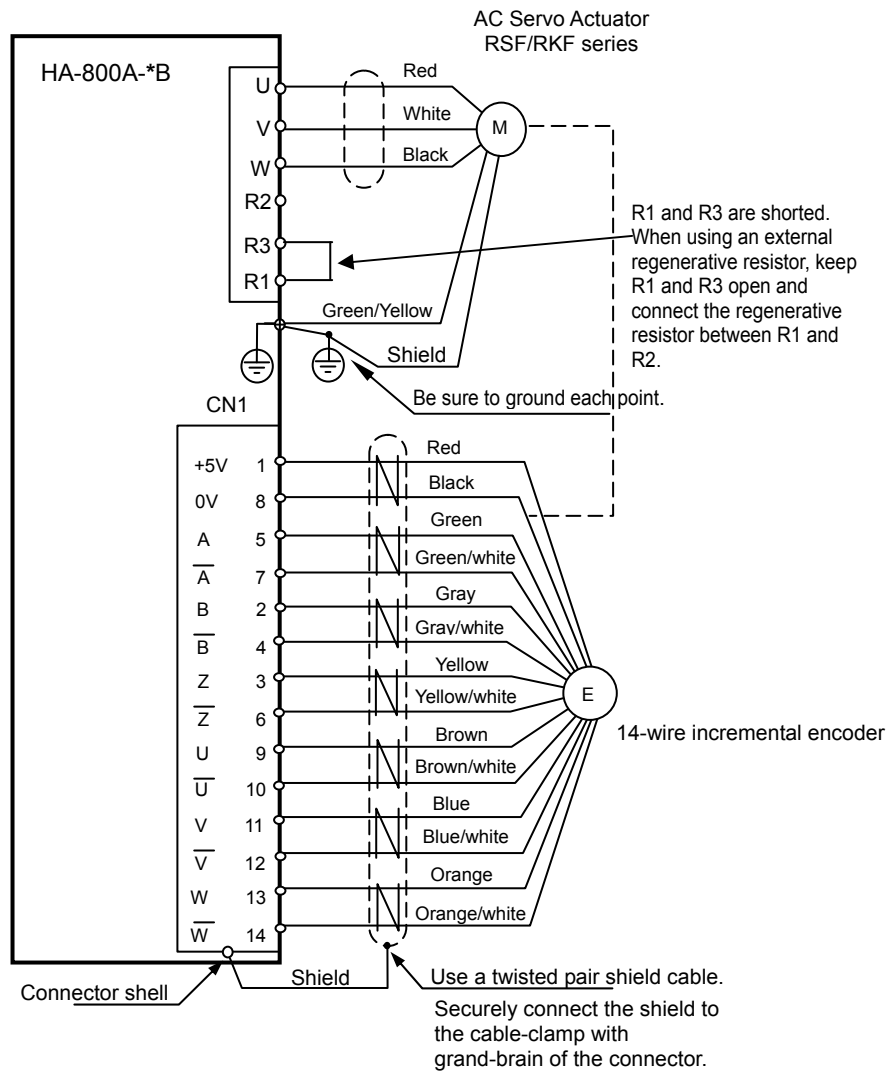 AC Servo Actuator
RSF/RKF series
HA-800A-*B
U
Red
V
White
M
W
Black
R2
R3
R1
R1 and R3 are shorted.
When using an external
regenerative resistor, keep
R1 and R3 open and
connect the regenerative
resistor between R1 and
R2.
Green/Yellow
Shield
Be sure to ground each point.
CN1
+5V 1 Red
0V 8 Black
A 5 Green
A̅ 7 Green/white
B 2 Gray
B̅ 4 Gray/white
Z 3 Yellow
Z̅ 6 Yellow/white
U 9 Brown
U̅ 10 Brown/white
V 11 Blue
V̅ 12 Blue/white
W 13 Orange
W̅ 14 Orange/white
E
14-wire incremental encoder
Connector shell
Shield
Use a twisted pair shield cable.
Securely connect the shield to
the cable-clamp with
grand-brain of the connector.